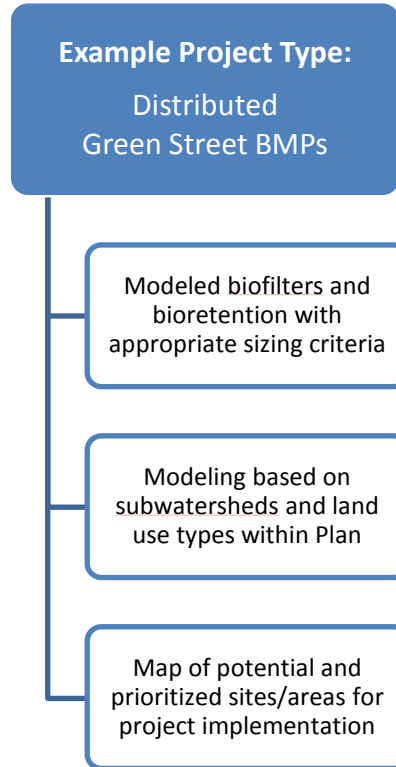 Example Project Type:
Distributed
Green Street BMPs
Modeled biofilters and
bioretention with
appropriate sizing criteria
Modeling based on
subwatersheds and land
use types within Plan
Map of potential and
prioritized sites/areas for
project implementation